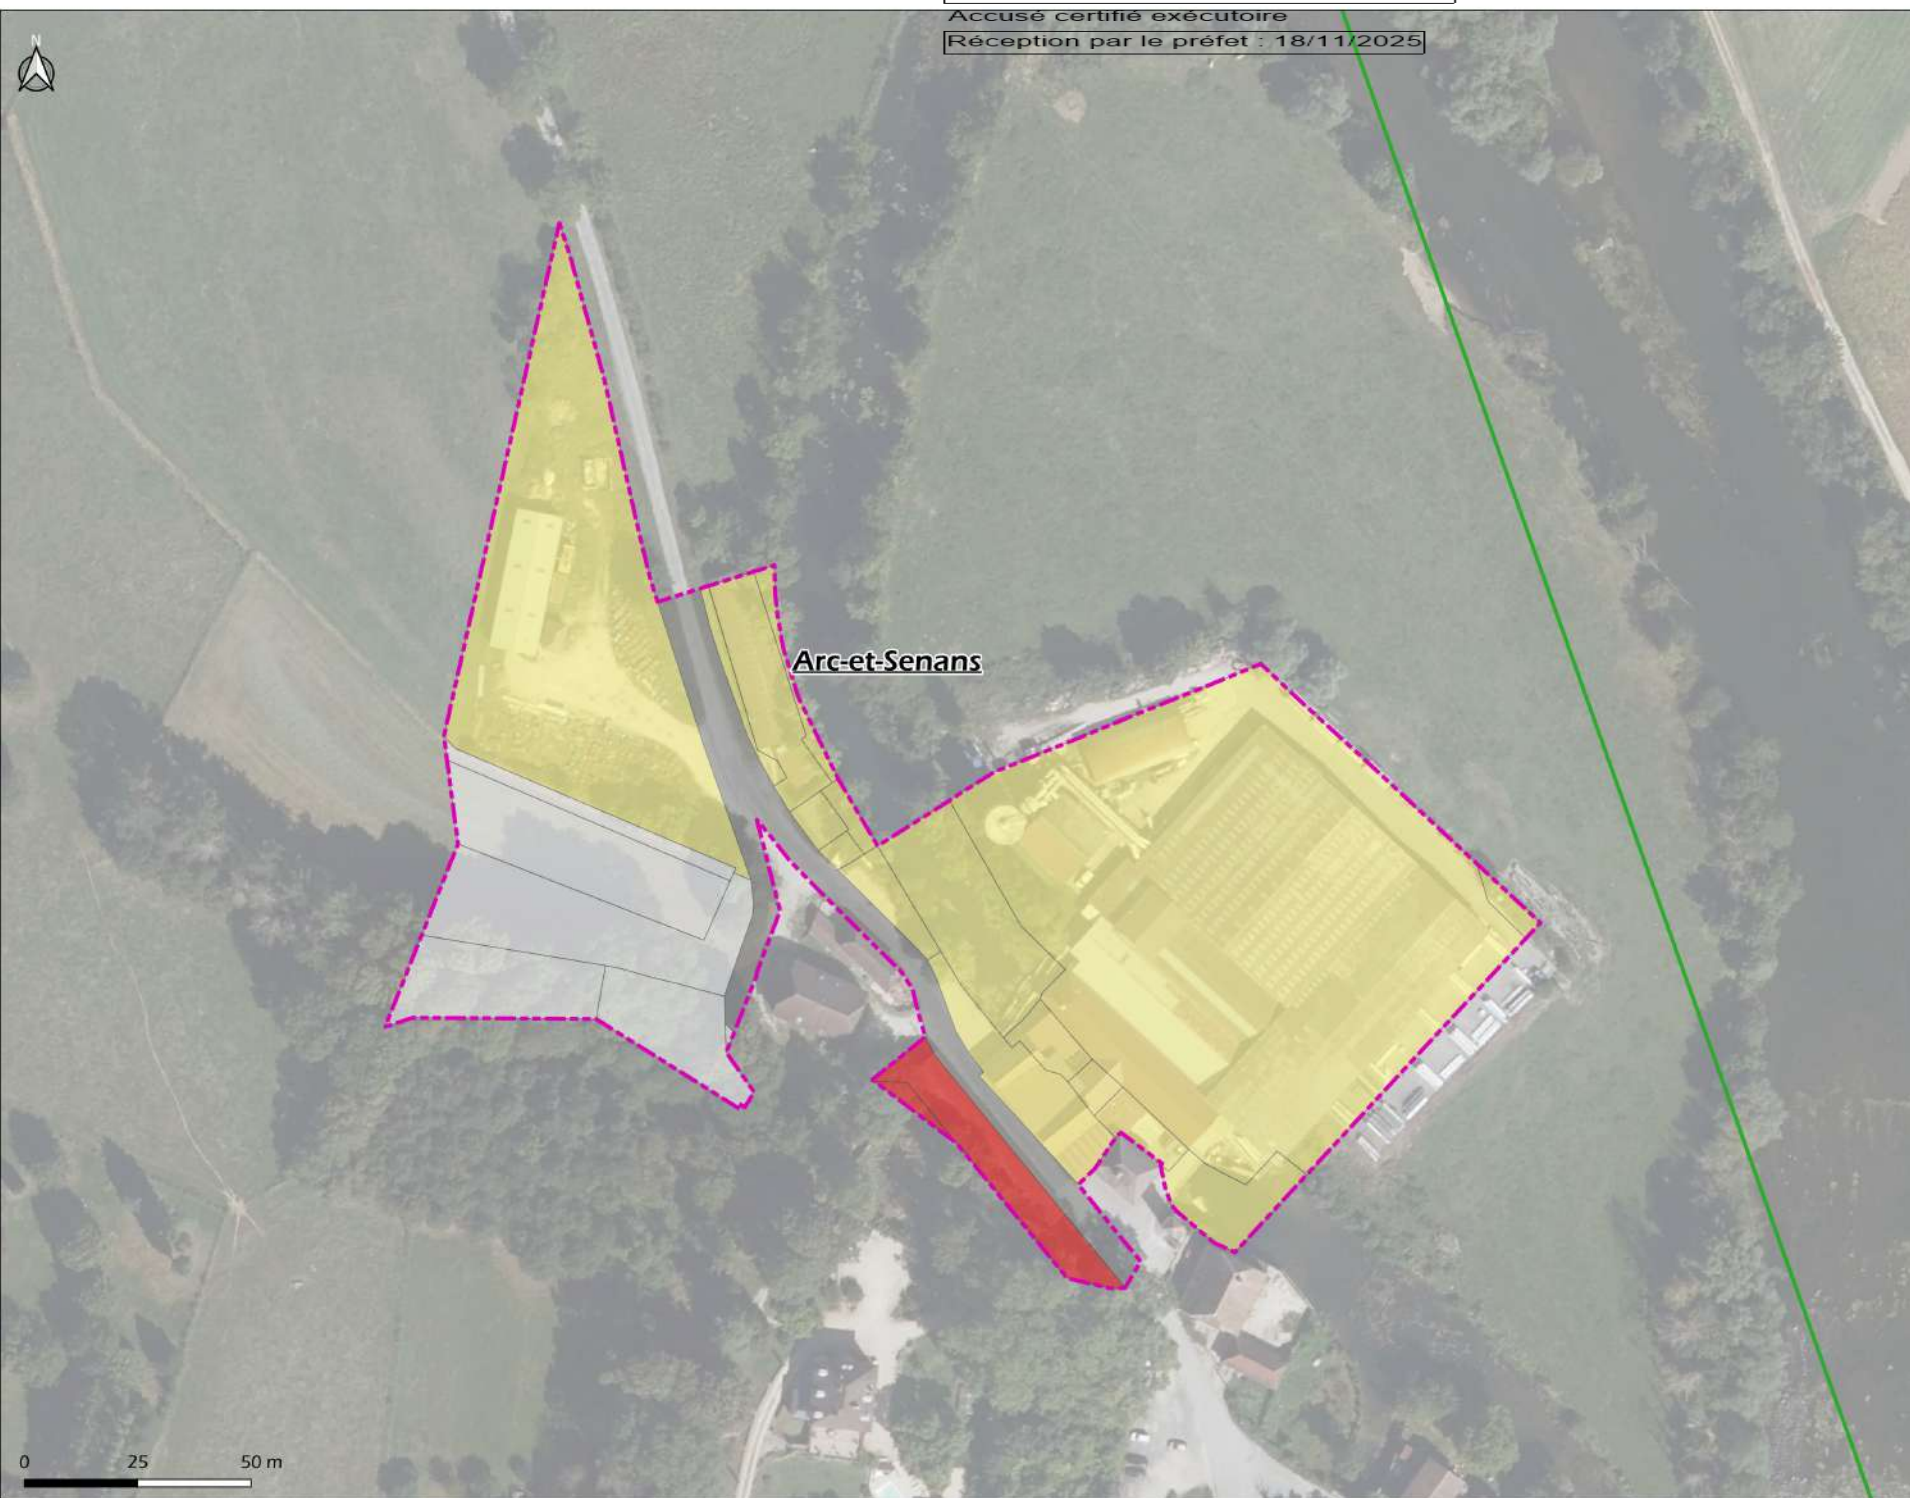 Accusé certifié exécutoire
Réception par le préfet : 18/11/2025
N
Arc-et-Senans
0 25 50 m